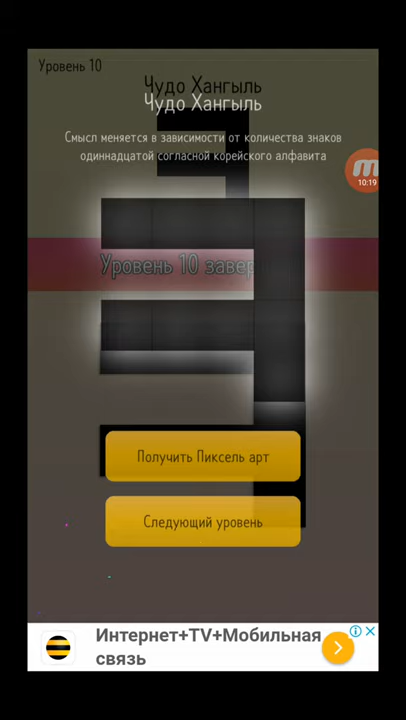 Уровень 10
Чудо Хангыль
Чудо Хангыль
Смысл меняется в зависимости от количества знаков
одиннадцатой согласной корейского алфавита
10:19
Уровень 10 завер
Получить Пиксель арт
Следующий уровень
Интернет+TV+Мобильная
связь